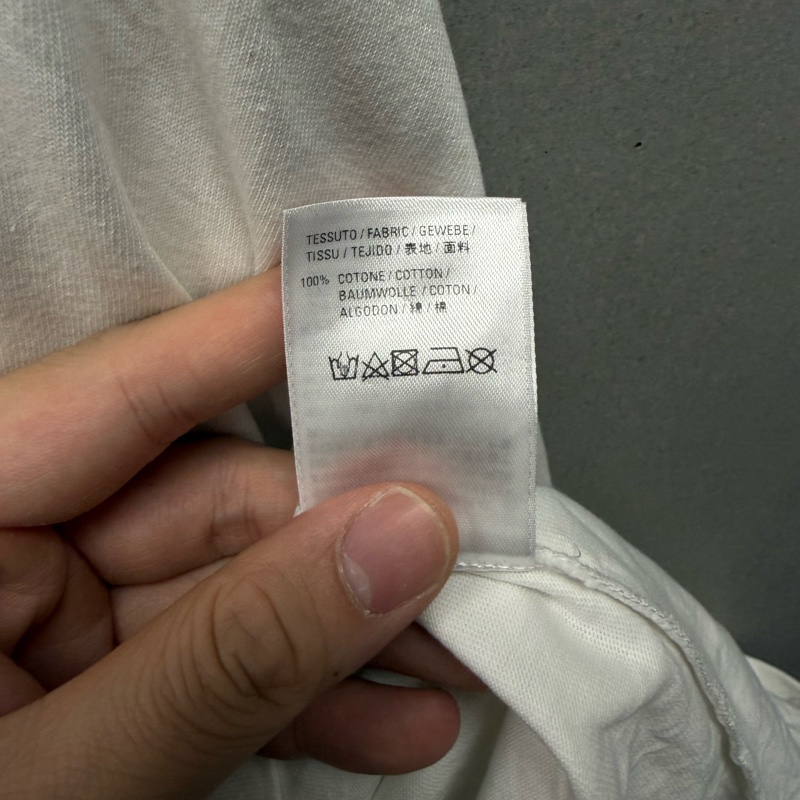 TESSUTO / FABRIC / GEWEBE /
TISSU / TEJIDO / 表地 / 面料
100% COTONE / COTTON /
BAUMWOLLE / COTON /
ALGODON / 綿 / 棉